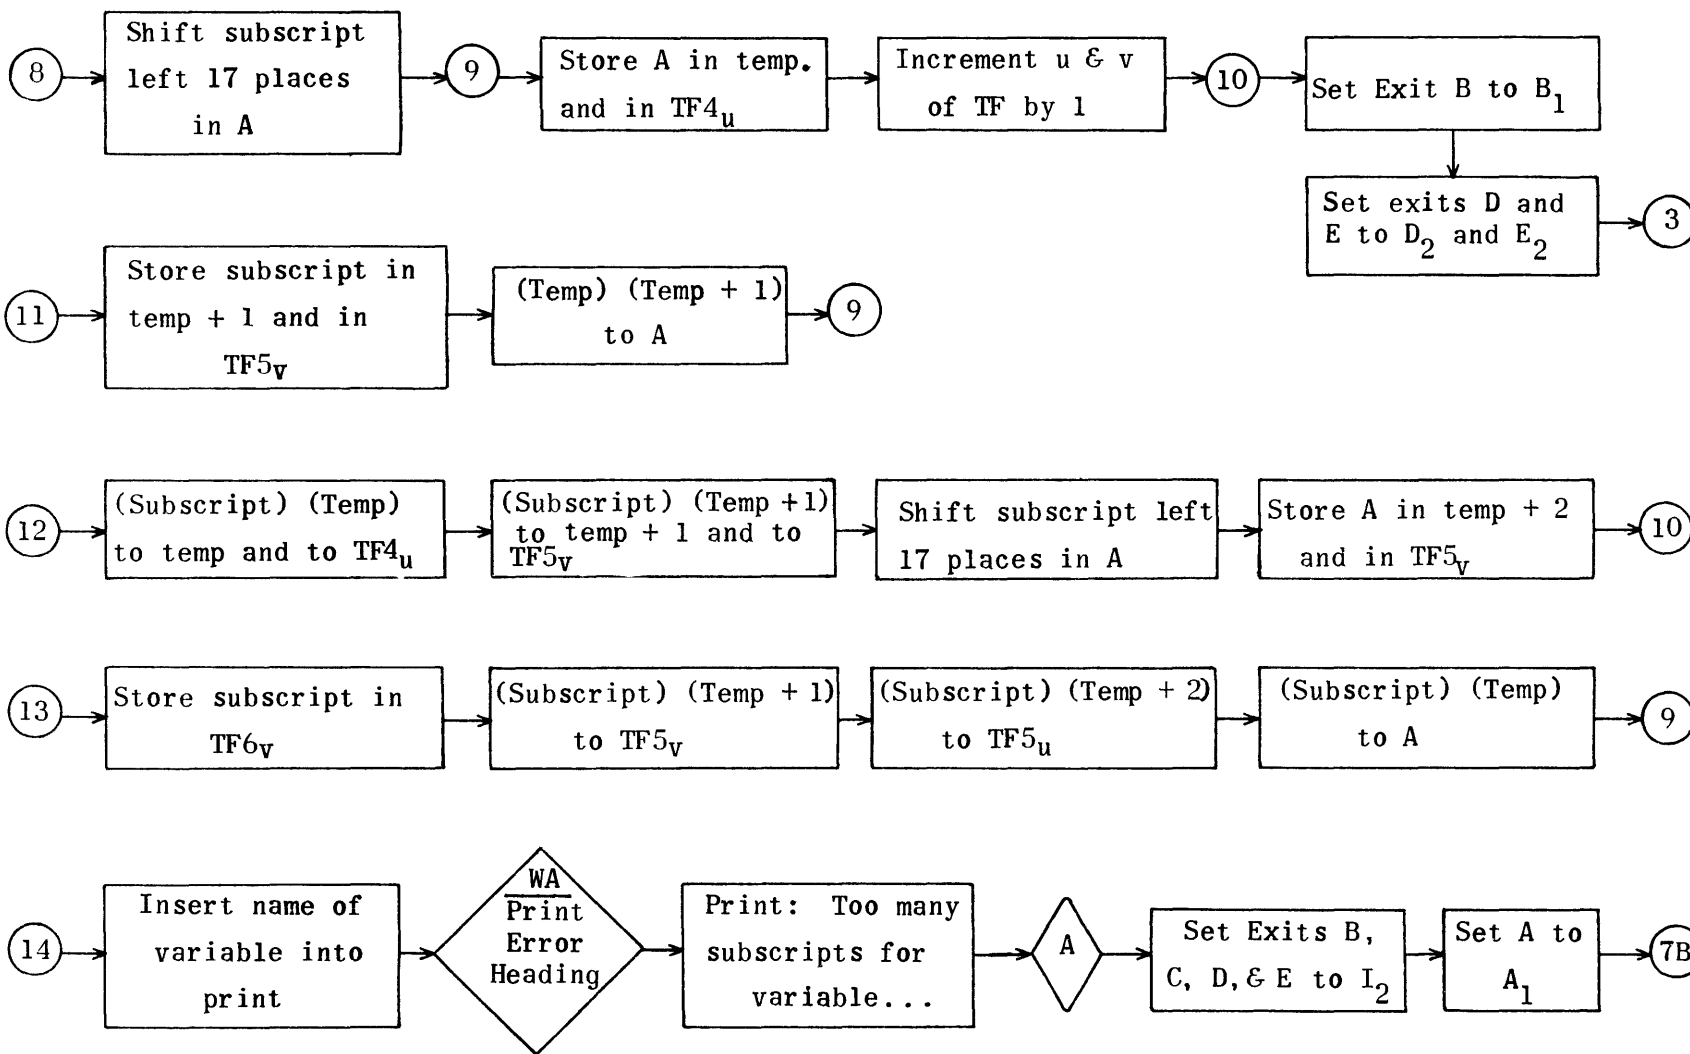 8
Shift subscript
left 17 places
in A
9
Store A in temp.
and in TF4u
Increment u & v
of TF by 1
10
Set Exit B to B1
Set exits D and
E to D2 and E2
3
11
Store subscript in
temp + 1 and in
TF5v
(Temp) (Temp + 1)
to A
9
12
(Subscript) (Temp)
to temp and to TF4u
(Subscript) (Temp +1)
to temp + 1 and to
TF5v
Shift subscript left
17 places in A
Store A in temp + 2
and in TF5v
10
13
Store subscript in
TF6v
(Subscript) (Temp + 1)
to TF5v
(Subscript) (Temp + 2)
to TF5u
(Subscript) (Temp)
to A
9
14
Insert name of
variable into
print
WA
Print
Error
Heading
Print: Too many
subscripts for
variable...
A
Set Exits B,
C, D, & E to I2
Set A to
A1
7B